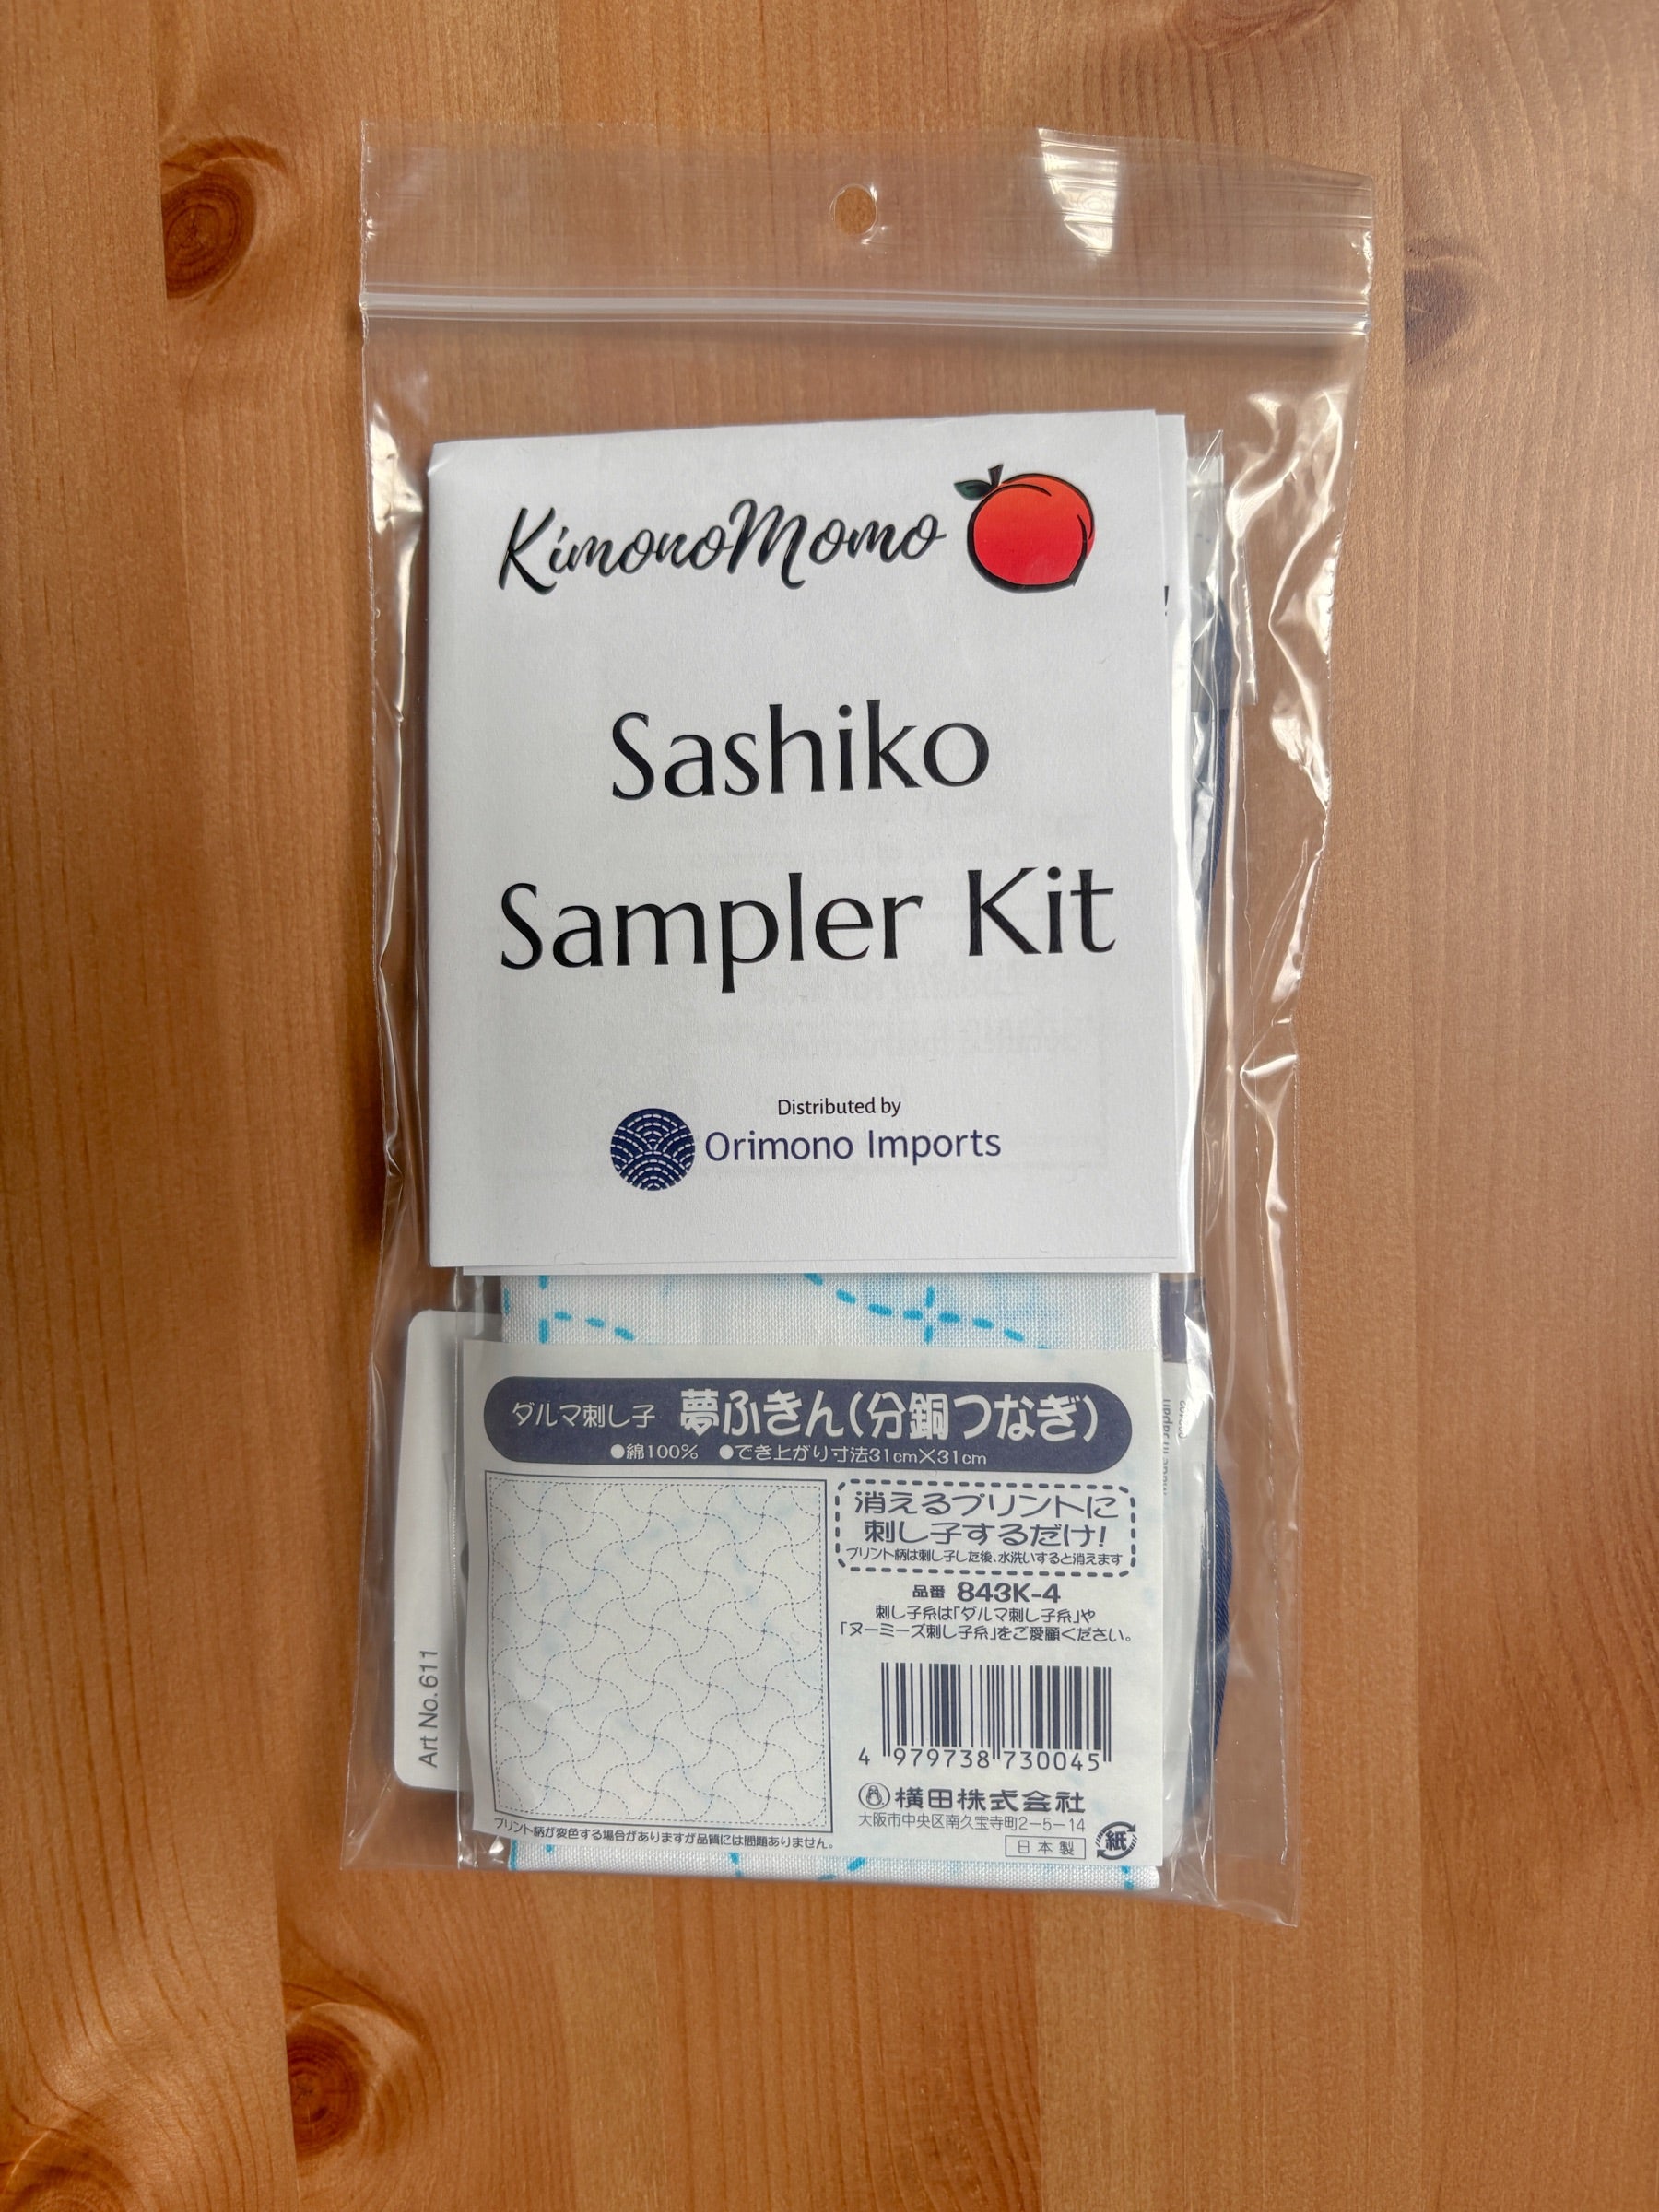 KimonoMomo
Sashiko
Sampler Kit
Distributed by
Orimono Imports
ダルマ刺し子 夢ふきん(分銅つなぎ)
●綿100% ●でき上がり寸法31cm×31cm
消えるプリントに
刺し子するだけ!
プリント柄は刺し子した後、水洗いすると消えます
品番 843K-4
刺し子糸は「ダルマ刺し子糸」や
「ヌーミーズ刺し子糸」をご愛顧ください。
4 979738 730045
横田株式会社
大阪市中央区南久宝寺町2-5-14
日本製
紙
プリント柄が変色する場合がありますが品質には問題ありません。
Art No. 611